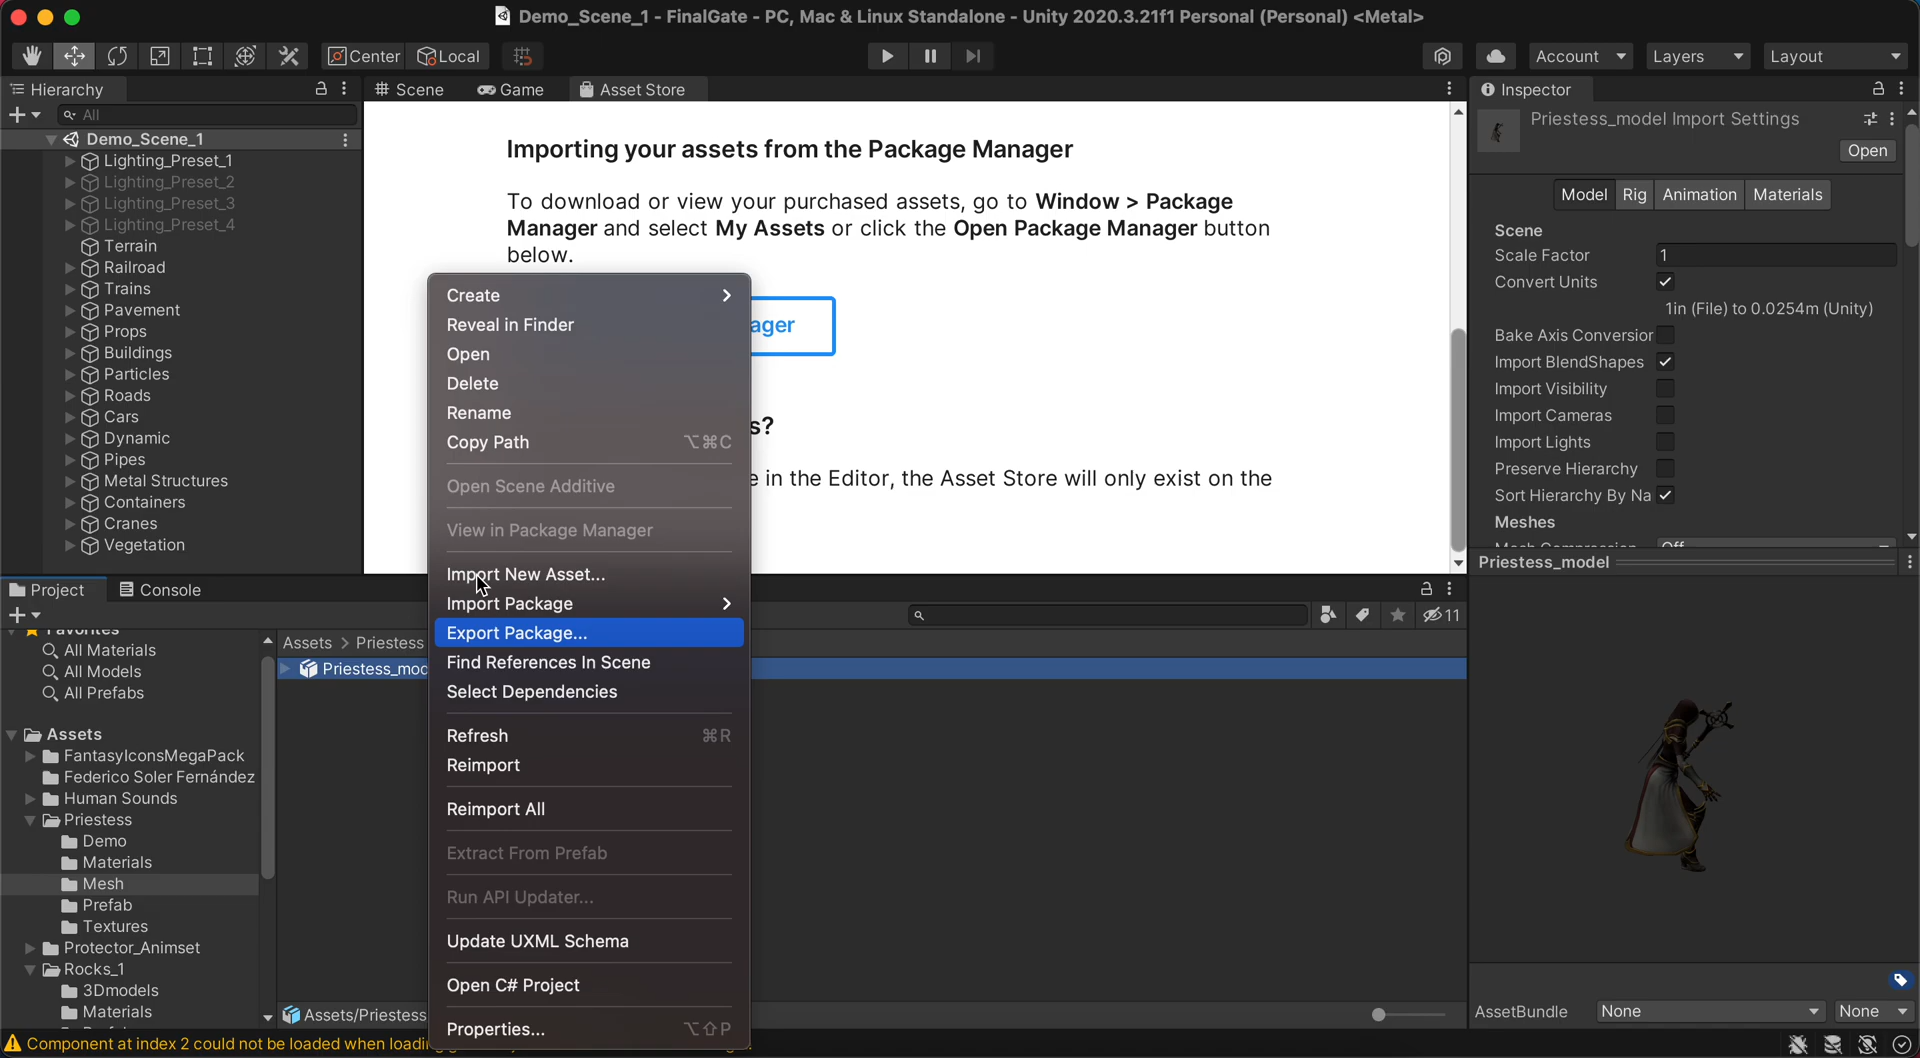 Demo_Scene_1 - FinalGate - PC, Mac & Linux Standalone - Unity 2020.3.21f1 Personal (Personal) <Metal>
Center
Local
Account
Layers
Layout
Hierarchy
All
Demo_Scene_1
Lighting_Preset_1
Lighting_Preset_2
Lighting_Preset_3
Lighting_Preset_4
Terrain
Railroad
Trains
Pavement
Props
Buildings
Particles
Roads
Cars
Dynamic
Pipes
Metal Structures
Containers
Cranes
Vegetation
Scene
Game
Asset Store
Importing your assets from the Package Manager
To download or view your purchased assets, go to Window > Package
Manager and select My Assets or click the Open Package Manager button
below.
ager
s?
e in the Editor, the Asset Store will only exist on the
Create
Reveal in Finder
Open
Delete
Rename
Copy Path ⌥⌘C
Open Scene Additive
View in Package Manager
Import New Asset...
Import Package
Export Package...
Find References In Scene
Select Dependencies
Refresh ⌘R
Reimport
Reimport All
Extract From Prefab
Run API Updater...
Update UXML Schema
Open C# Project
Properties... ⌥⇧P
Inspector
Priestess_model Import Settings
Open
Model
Rig
Animation
Materials
Scene
Scale Factor 1
Convert Units
1in (File) to 0.0254m (Unity)
Bake Axis Conversion
Import BlendShapes
Import Visibility
Import Cameras
Import Lights
Preserve Hierarchy
Sort Hierarchy By Na
Meshes
Mesh Compression Off
Priestess_model
AssetBundle None None
Project
Console
11
Favorites
All Materials
All Models
All Prefabs
Assets
FantasyIconsMegaPack
Federico Soler Fernández
Human Sounds
Priestess
Demo
Materials
Mesh
Prefab
Textures
Protector_Animset
Rocks_1
3Dmodels
Materials
Assets > Priestess
Priestess_mod
Assets/Priestess
Component at index 2 could not be loaded when loadin